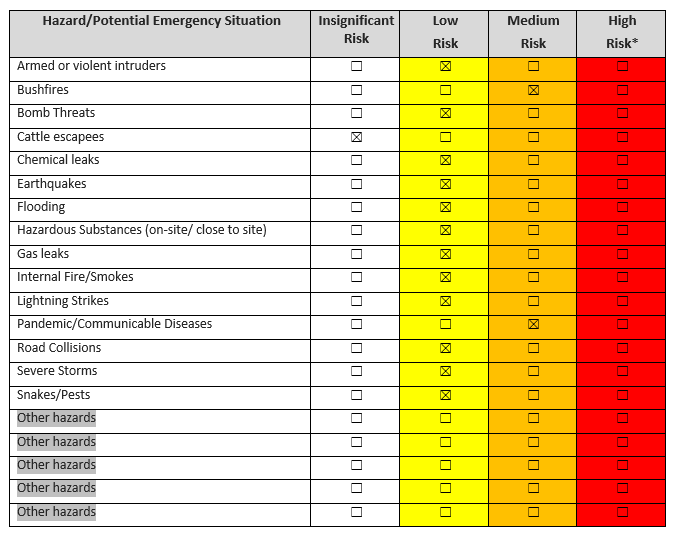 Hazard/Potential Emergency Situation Insignificant Risk Low Risk Medium Risk High Risk*
Armed or violent intruders ☐ ☒ ☐ ☐
Bushfires ☐ ☐ ☒ ☐
Bomb Threats ☐ ☒ ☐ ☐
Cattle escapees ☒ ☐ ☐ ☐
Chemical leaks ☐ ☒ ☐ ☐
Earthquakes ☐ ☒ ☐ ☐
Flooding ☐ ☒ ☐ ☐
Hazardous Substances (on-site/ close to site) ☐ ☒ ☐ ☐
Gas leaks ☐ ☒ ☐ ☐
Internal Fire/Smokes ☐ ☒ ☐ ☐
Lightning Strikes ☐ ☒ ☐ ☐
Pandemic/Communicable Diseases ☐ ☐ ☒ ☐
Road Collisions ☐ ☒ ☐ ☐
Severe Storms ☐ ☒ ☐ ☐
Snakes/Pests ☐ ☒ ☐ ☐
Other hazards ☐ ☐ ☐ ☐
Other hazards ☐ ☐ ☐ ☐
Other hazards ☐ ☐ ☐ ☐
Other hazards ☐ ☐ ☐ ☐
Other hazards ☐ ☐ ☐ ☐